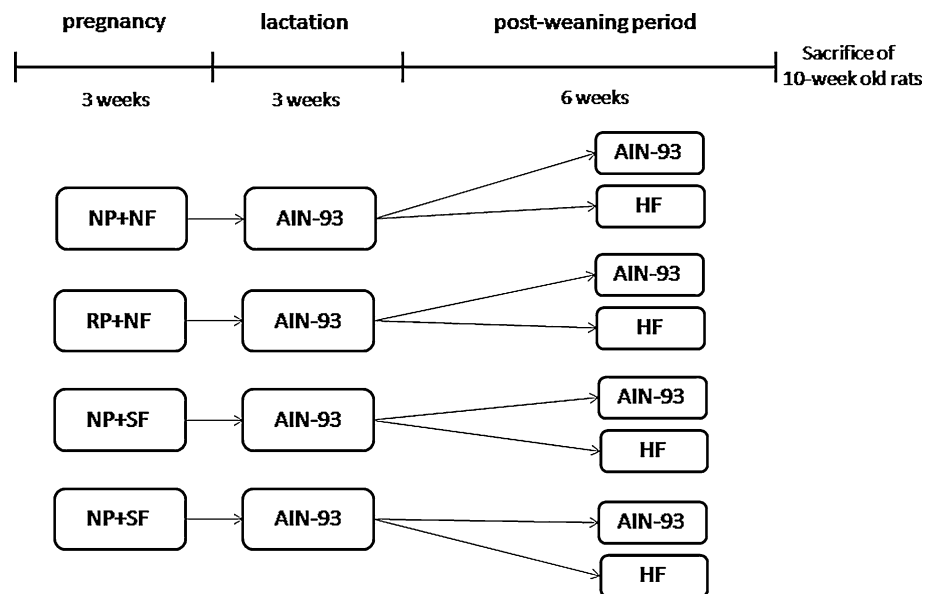 pregnancy lactation post-weaning period
3 weeks 3 weeks 6 weeks
Sacrifice of
10-week old rats
AIN-93
NP+NF AIN-93 HF
AIN-93
RP+NF AIN-93 HF
AIN-93
NP+SF AIN-93 HF
NP+SF AIN-93 AIN-93
HF